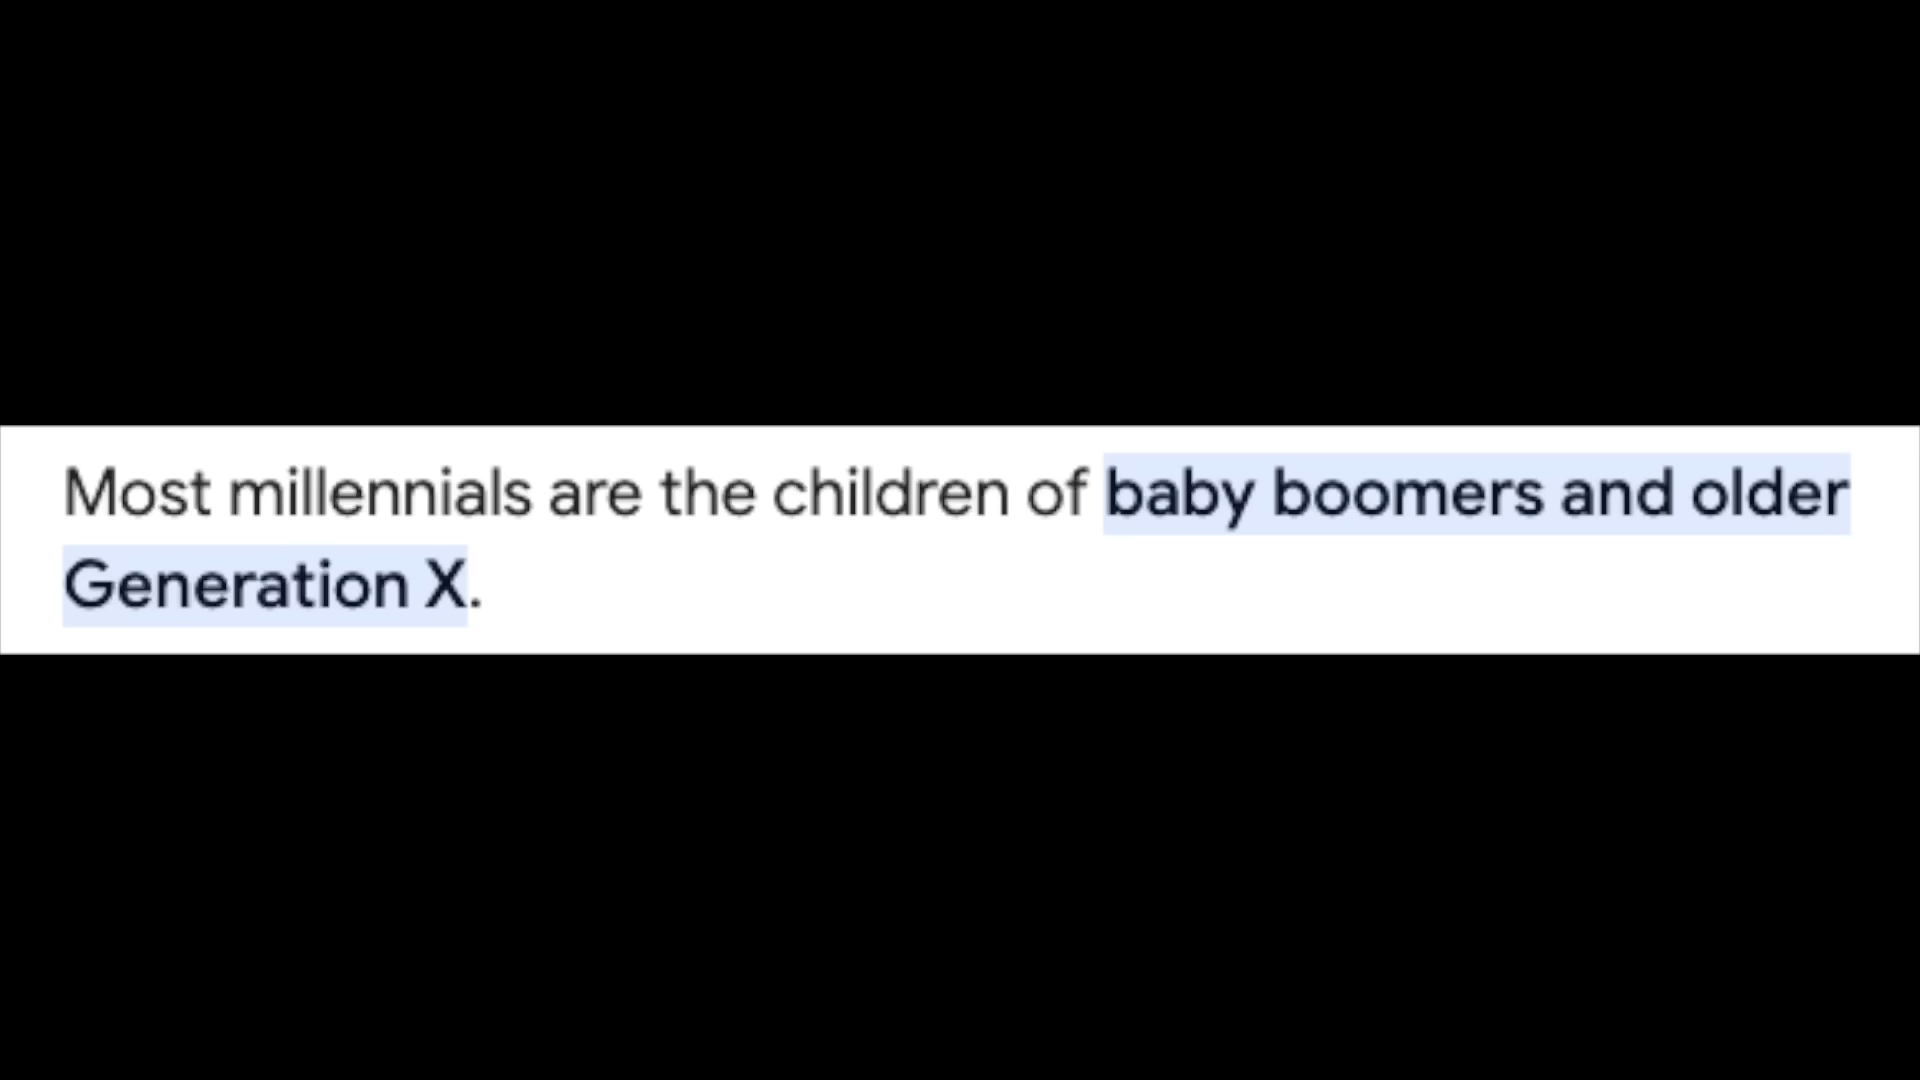 Most millennials are the children of baby boomers and older
Generation X.